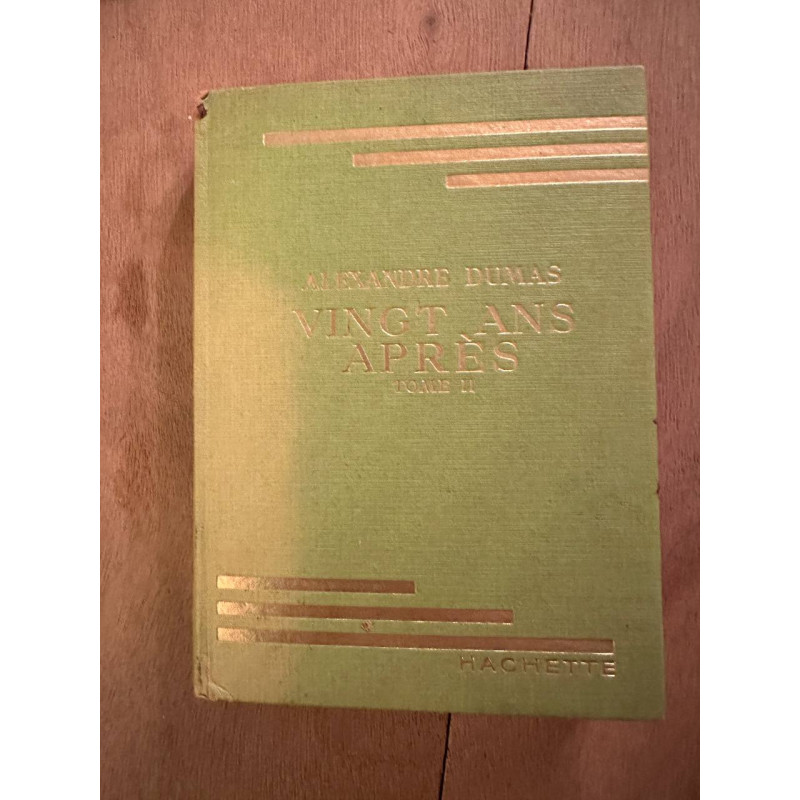 ALEXANDRE DUMAS
VINGT ANS
APRÈS
TOME II
HACHETTE